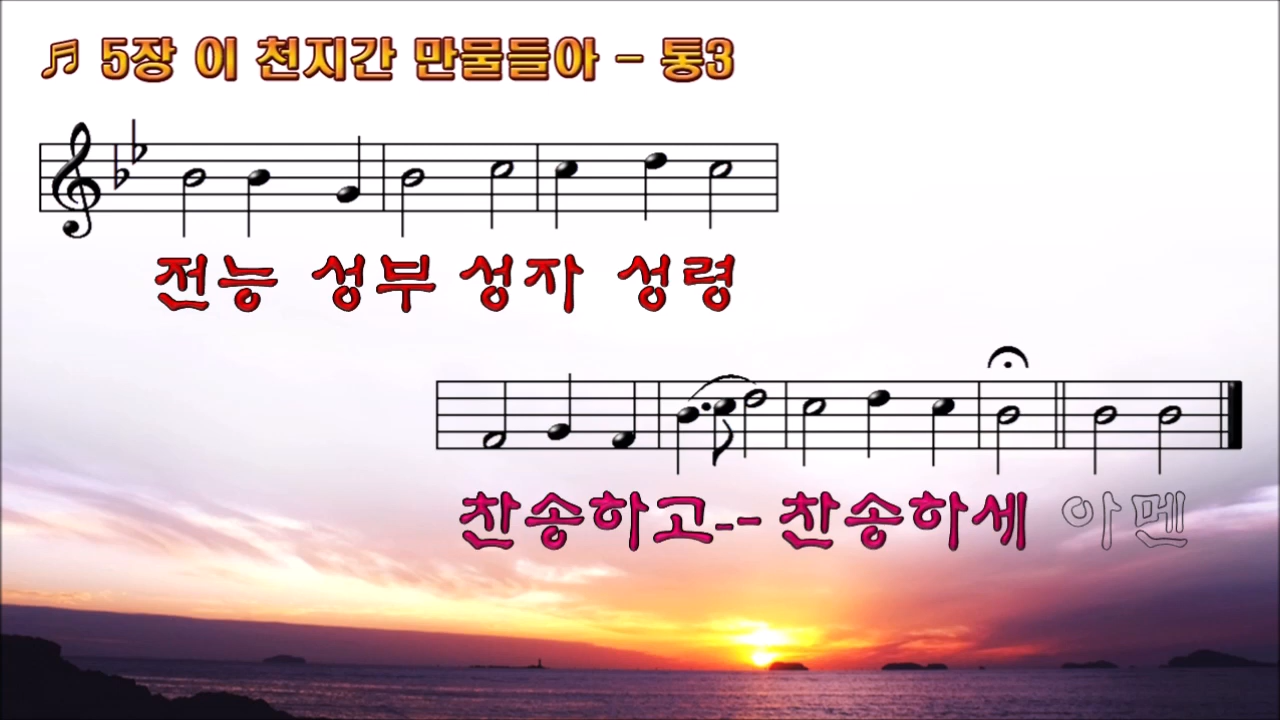 ♬ 5장 이 천지간 만물들아 - 통3
전능 성부 성자 성령
찬송하고-- 찬송하세 아멘